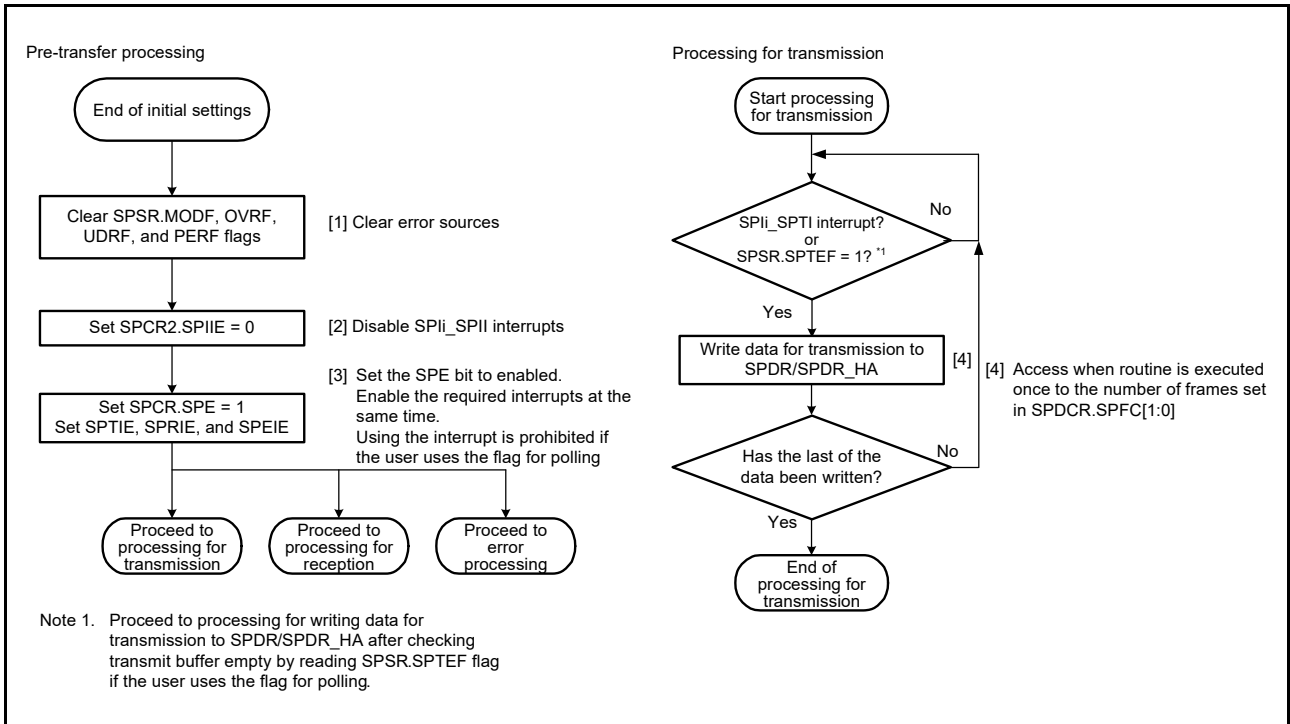 Pre-transfer processing
End of initial settings
Clear SPSR.MODF, OVRF,
UDRF, and PERF flags
[1] Clear error sources
Set SPCR2.SPIIE = 0
[2] Disable SPIi_SPII interrupts
Set SPCR.SPE = 1
Set SPTIE, SPRIE, and SPEIE
[3] Set the SPE bit to enabled.
Enable the required interrupts at the
same time.
Using the interrupt is prohibited if
the user uses the flag for polling
Proceed to
processing for
transmission
Proceed to
processing for
reception
Proceed to
error
processing
Note 1. Proceed to processing for writing data for
transmission to SPDR/SPDR_HA after checking
transmit buffer empty by reading SPSR.SPTEF flag
if the user uses the flag for polling.
Processing for transmission
Start processing
for transmission
SPIi_SPTI interrupt?
or
SPSR.SPTEF = 1? *1
No
Yes
Write data for transmission to
SPDR/SPDR_HA
[4]
[4] Access when routine is executed
once to the number of frames set
in SPDCR.SPFC[1:0]
Has the last of the
data been written?
No
Yes
End of
processing for
transmission